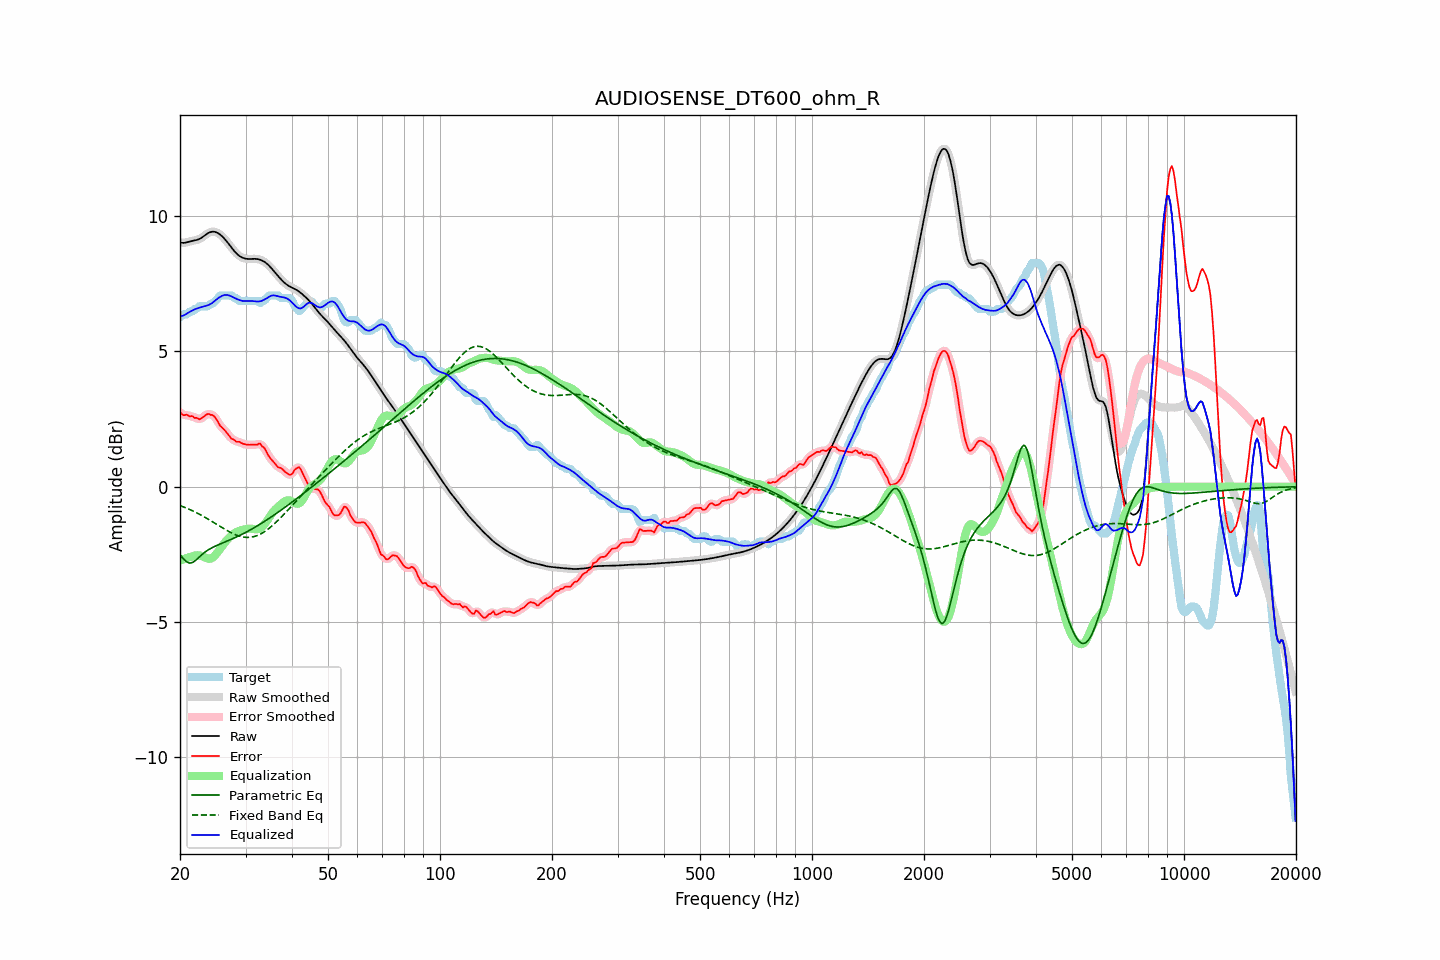 AUDIOSENSE_DT600_ohm_R
Amplitude (dBr)
10
5
0
−5
−10
Target
Raw Smoothed
Error Smoothed
Raw
Error
Equalization
Parametric Eq
Fixed Band Eq
Equalized
20 50 100 200 500 1000 2000 5000 10000 20000
Frequency (Hz)